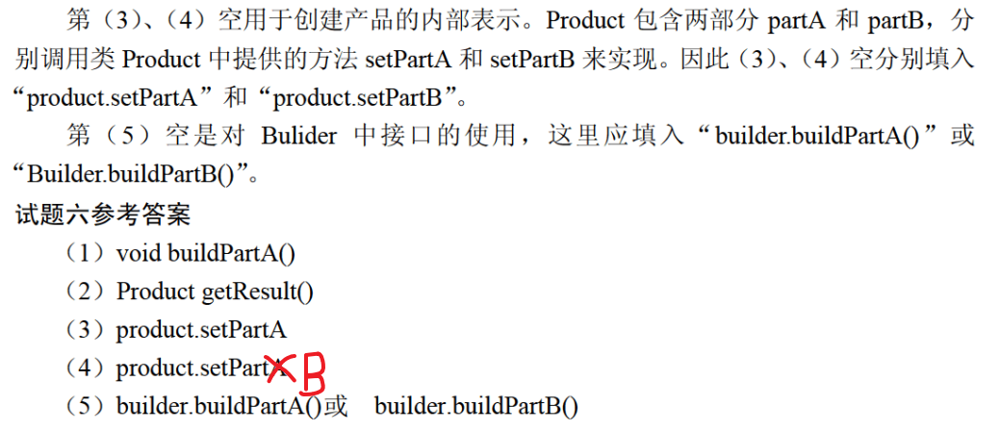 第（3）、（4）空用于创建产品的内部表示。Product 包含两部分 partA 和 partB，分
别调用类 Product 中提供的方法 setPartA 和 setPartB 来实现。因此（3）、（4）空分别填入
“product.setPartA”和“product.setPartB”。
第（5）空是对 Bulider 中接口的使用，这里应填入“builder.buildPartA()”或
“Builder.buildPartB()”。
试题六参考答案
（1）void buildPartA()
（2）Product getResult()
（3）product.setPartA
（4）product.setPartA B
（5）builder.buildPartA()或 builder.buildPartB()